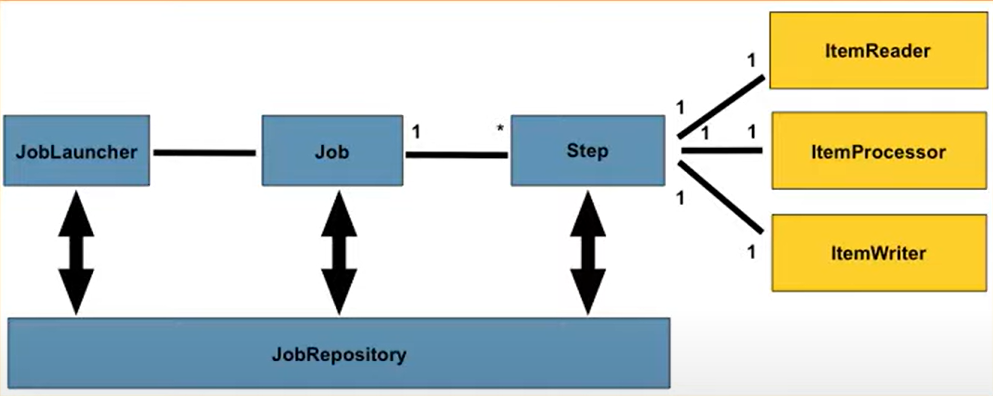 ItemReader
1
1
JobLauncher
Job
1
*
Step
1
1
ItemProcessor
1
1
ItemWriter
JobRepository